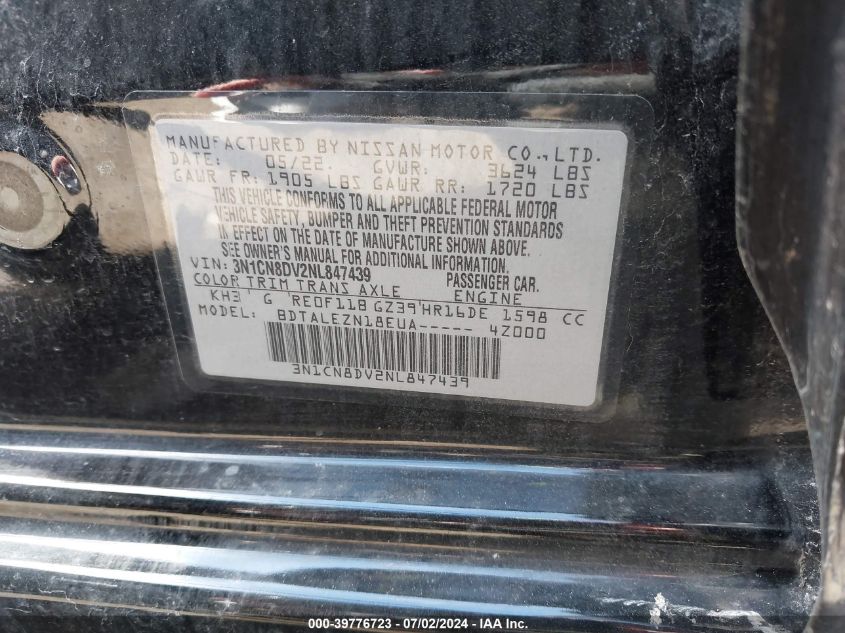 MANUFACTURED BY NISSAN MOTOR CO.,LTD.
DATE: 05/22. GVWR: 3624 LBS
GAWR FR: 1905 LBS GAWR RR: 1720 LBS
THIS VEHICLE CONFORMS TO ALL APPLICABLE FEDERAL MOTOR
VEHICLE SAFETY, BUMPER AND THEFT PREVENTION STANDARDS
IN EFFECT ON THE DATE OF MANUFACTURE SHOWN ABOVE.
SEE OWNER'S MANUAL FOR ADDITIONAL INFORMATION.
VIN: 3N1CN8DV2NL847439 PASSENGER CAR.
COLOR TRIM TRANS AXLE ENGINE
KH3 G RE0F11B GZ39 HR16DE 1598 CC
MODEL: BDTALEZN18EUA----- 4Z000
3N1CN8DV2NL847439
000-39776723 - 07/02/2024 - IAA Inc.